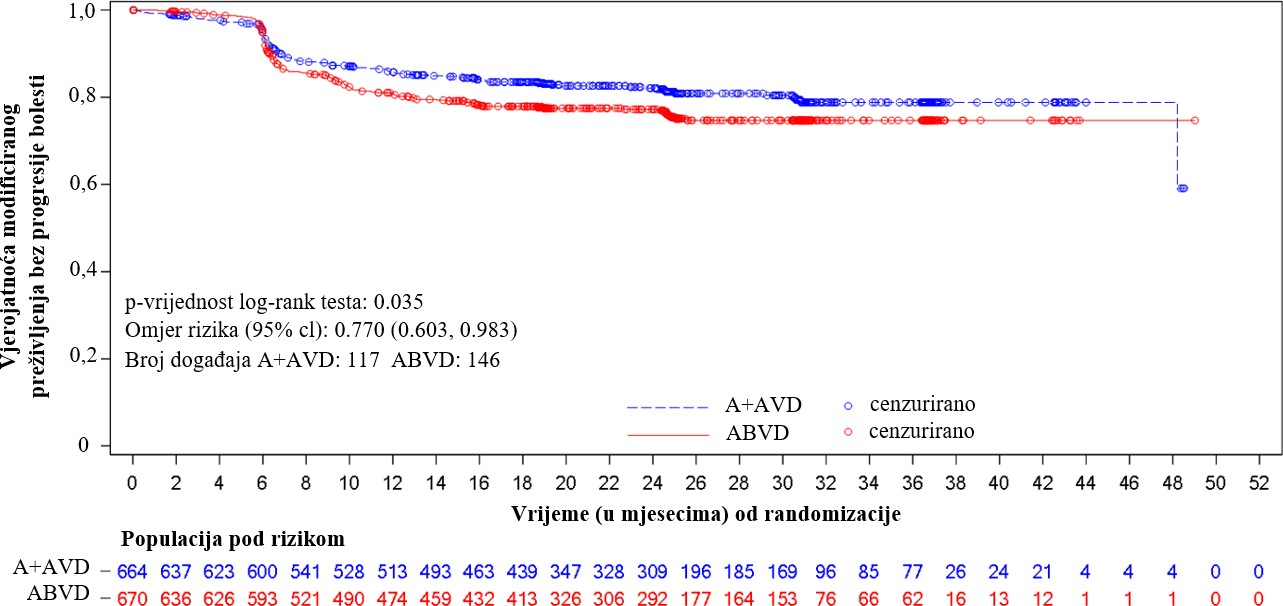 Vjerojatnoća modificiranog
preživljenja bez progresije bolesti
1,0
0,8
0,6
0,4
0,2
0
p-vrijednost log-rank testa: 0.035
Omjer rizika (95% cl): 0.770 (0.603, 0.983)
Broj događaja A+AVD: 117 ABVD: 146
A+AVD cenzurirano
ABVD cenzurirano
0 2 4 6 8 10 12 14 16 18 20 22 24 26 28 30 32 34 36 38 40 42 44 46 48 50 52
Vrijeme (u mjesecima) od randomizacije
Populacija pod rizikom
A+AVD 664 637 623 600 541 528 513 493 463 439 347 328 309 196 185 169 96 85 77 26 24 21 4 4 4 0 0
ABVD 670 636 626 593 521 490 474 459 432 413 326 306 292 177 164 153 76 66 62 16 13 12 1 1 1 0 0